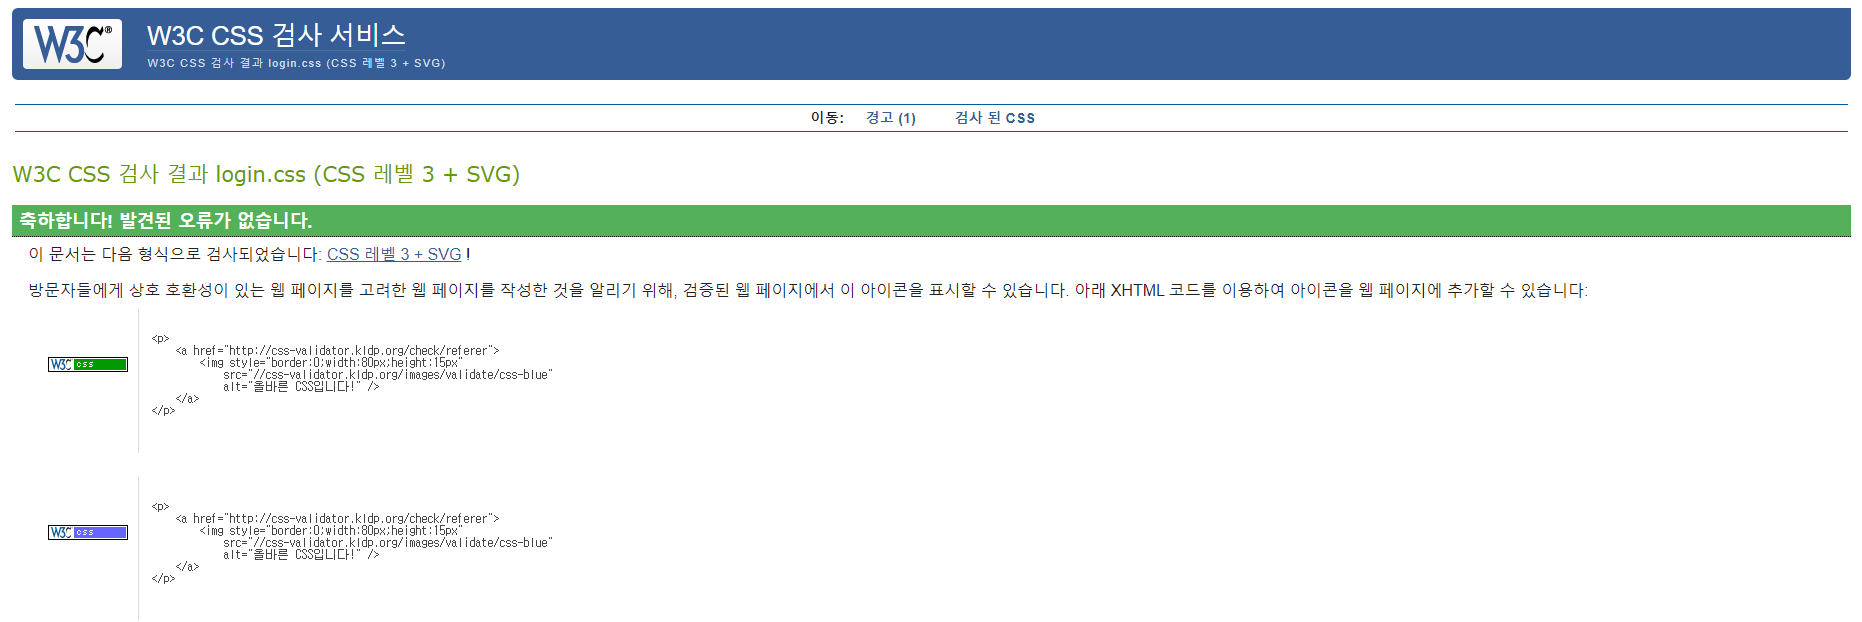 W3C®
W3C CSS 검사 서비스
W3C CSS 검사 결과 login.css (CSS 레벨 3 + SVG)
이동: 경고 (1) 검사 된 CSS
W3C CSS 검사 결과 login.css (CSS 레벨 3 + SVG)
축하합니다! 발견된 오류가 없습니다.
이 문서는 다음 형식으로 검사되었습니다: CSS 레벨 3 + SVG !
방문자들에게 상호 호환성이 있는 웹 페이지를 고려한 웹 페이지를 작성한 것을 알리기 위해, 검증된 웹 페이지에서 이 아이콘을 표시할 수 있습니다. 아래 XHTML 코드를 이용하여 아이콘을 웹 페이지에 추가할 수 있습니다:
W3C css
<p>
<a href="http://css-validator.kldp.org/check/referer">
<img style="border:0;width:80px;height:15px"
src="//css-validator.kldp.org/images/validate/css-blue"
alt="올바른 CSS입니다!" />
</a>
</p>
W3C css
<p>
<a href="http://css-validator.kldp.org/check/referer">
<img style="border:0;width:80px;height:15px"
src="//css-validator.kldp.org/images/validate/css-blue"
alt="올바른 CSS입니다!" />
</a>
</p>